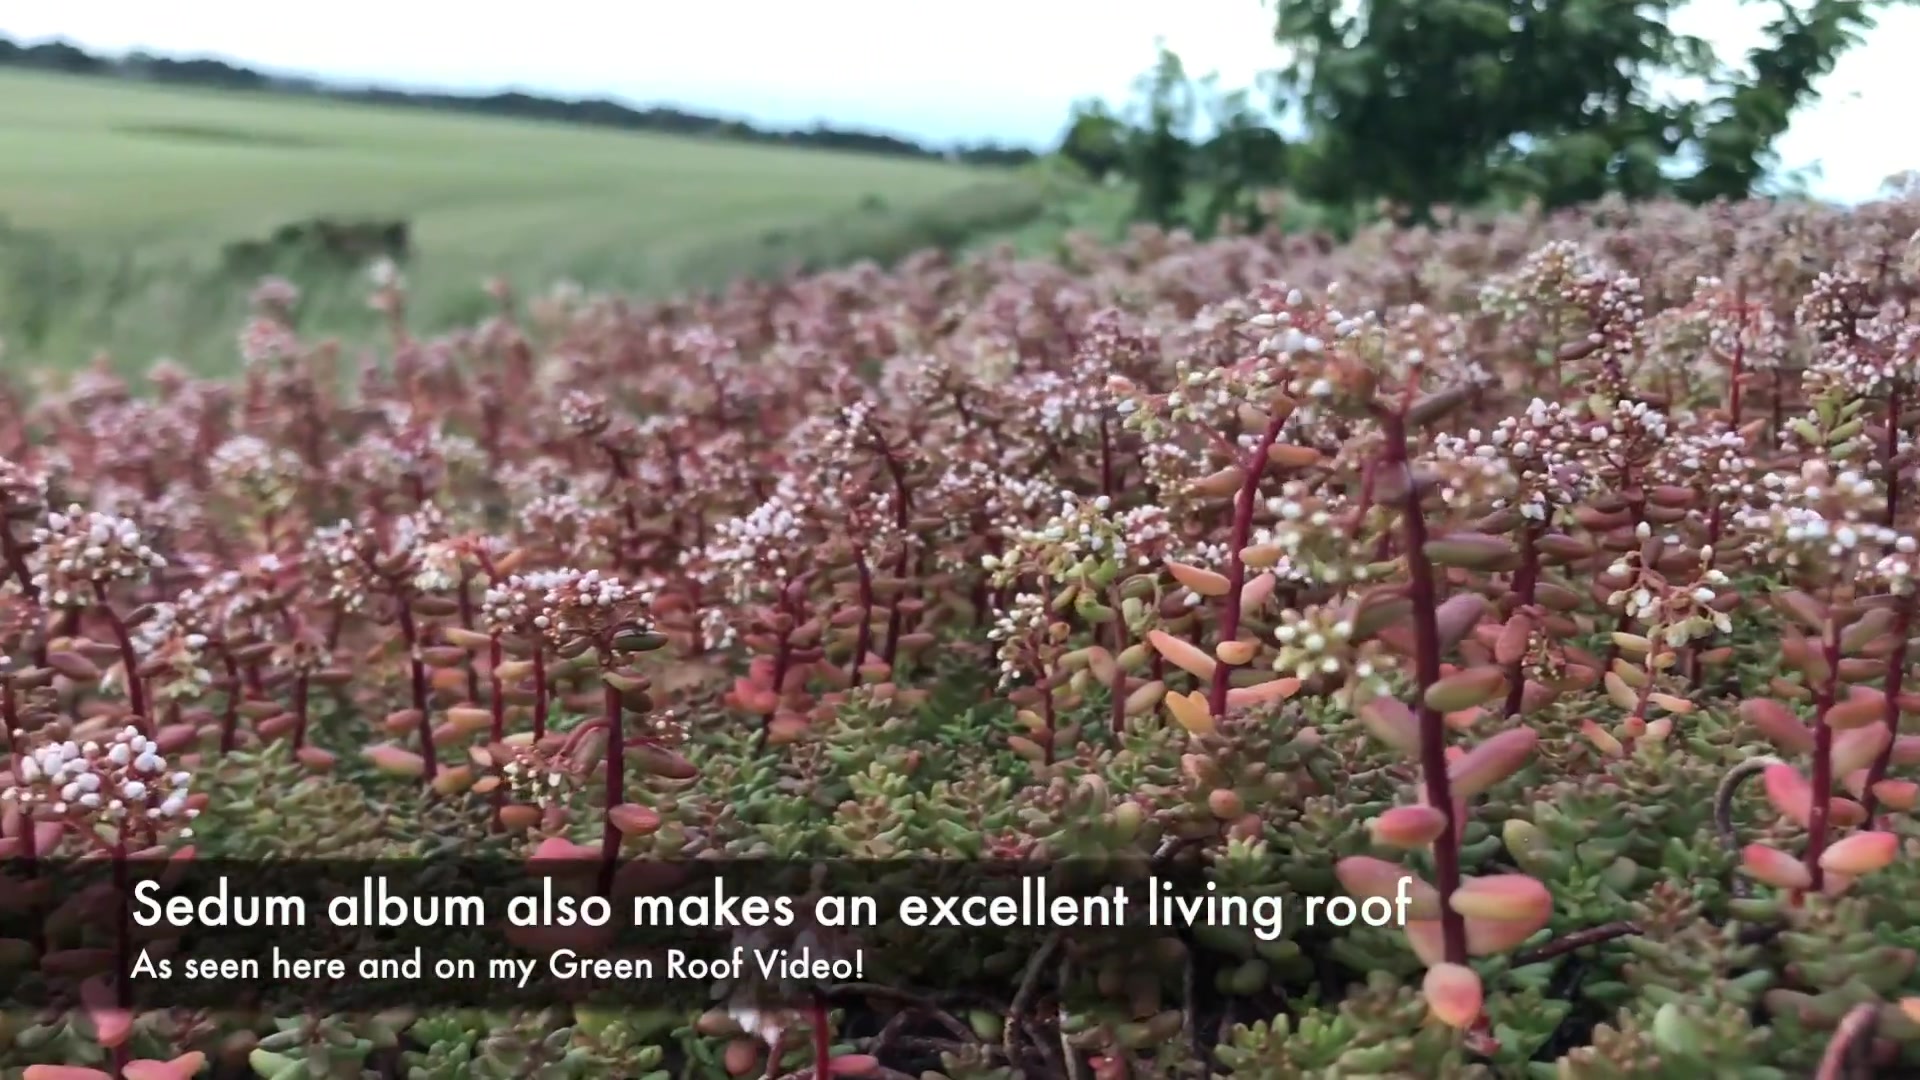 Sedum album also makes an excellent living roof
As seen here and on my Green Roof Video!